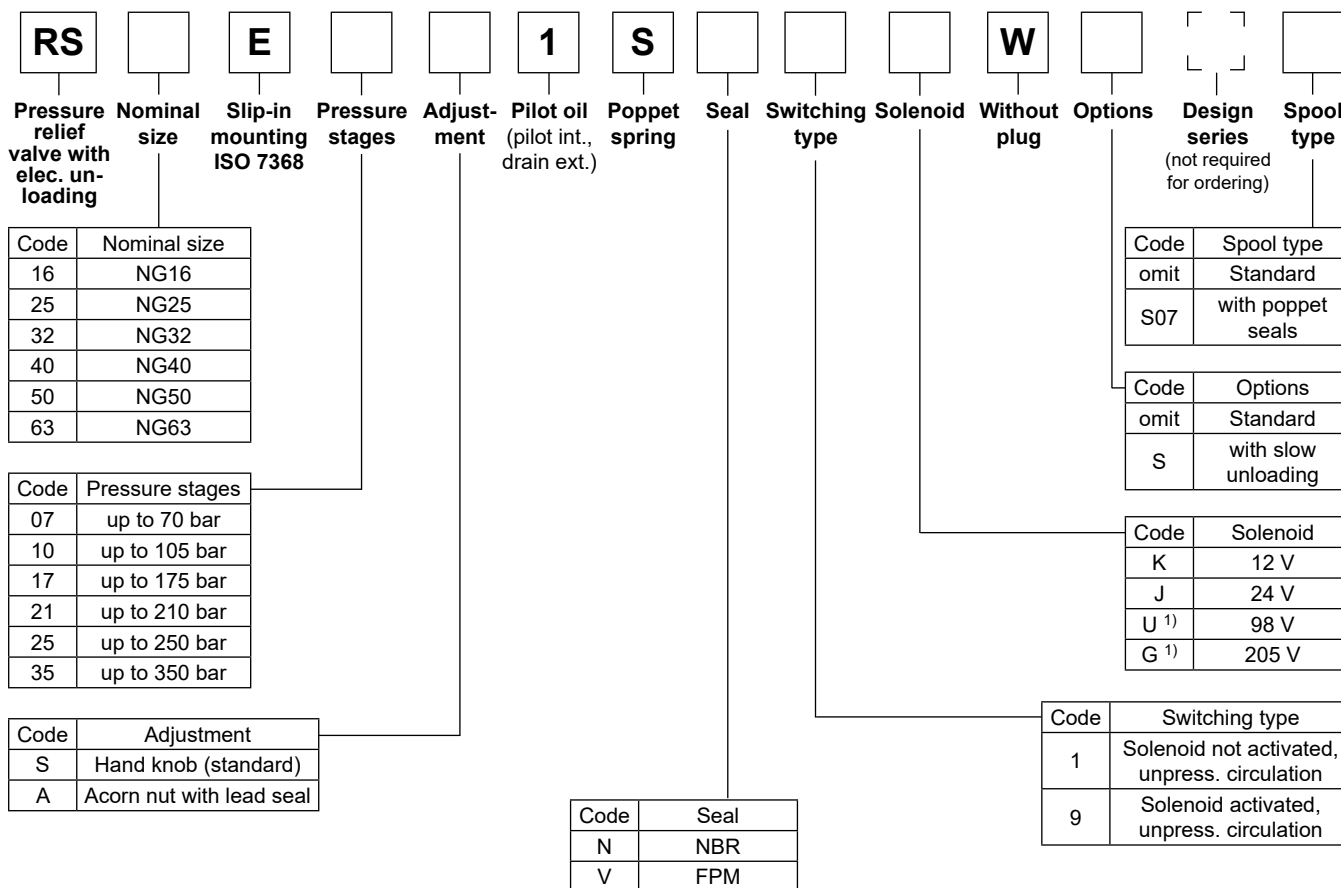 RS E 1 S W
Pressure relief valve with elec. un-loading
Nominal size
Slip-in mounting ISO 7368
Pressure stages
Adjust-ment
Pilot oil (pilot int., drain ext.)
Poppet spring
Seal
Switching type
Solenoid
Without plug
Options
Design series (not required for ordering)
Spool type
Code Nominal size
16 NG16
25 NG25
32 NG32
40 NG40
50 NG50
63 NG63
Code Pressure stages
07 up to 70 bar
10 up to 105 bar
17 up to 175 bar
21 up to 210 bar
25 up to 250 bar
35 up to 350 bar
Code Adjustment
S Hand knob (standard)
A Acorn nut with lead seal
Code Seal
N NBR
V FPM
Code Switching type
1 Solenoid not activated, unpress. circulation
9 Solenoid activated, unpress. circulation
Code Solenoid
K 12 V
J 24 V
U 1) 98 V
G 1) 205 V
Code Options
omit Standard
S with slow unloading
Code Spool type
omit Standard
S07 with poppet seals